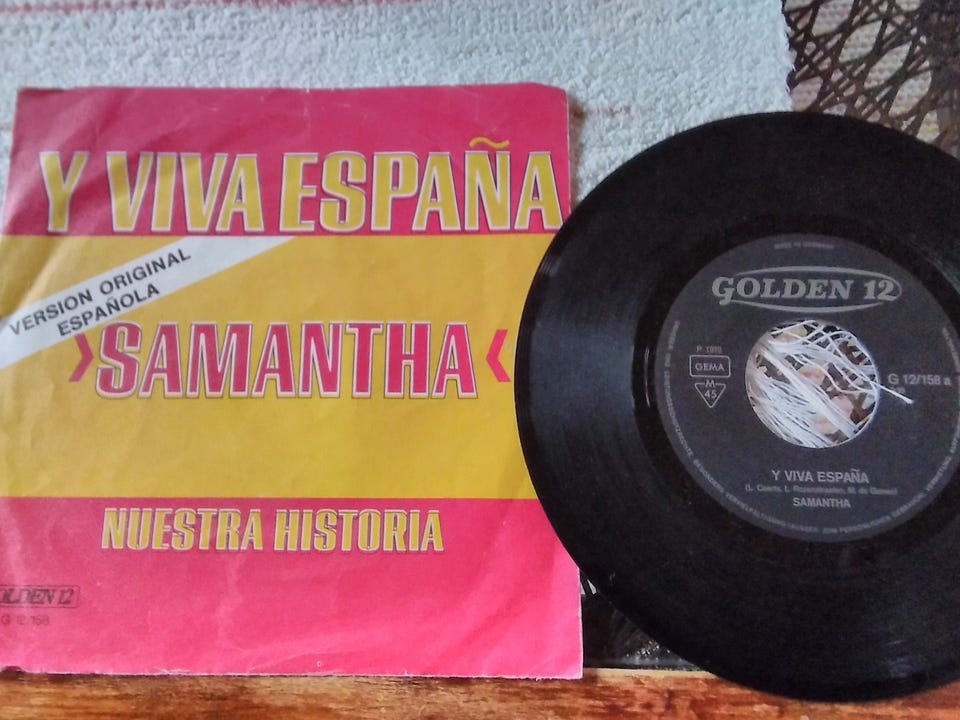 Y VIVA ESPAÑA
VERSION ORIGINAL
ESPAÑOLA
›SAMANTHA‹
NUESTRA HISTORIA
GOLDEN 12
G 12/158
MADE IN GERMANY
GOLDEN 12
GEMA
M
45
G 12/158 a
Y VIVA ESPAÑA
SAMANTHA